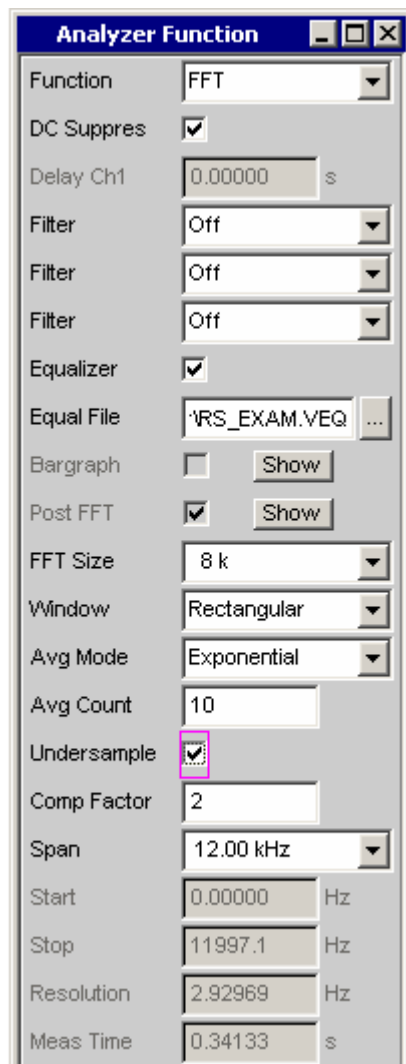 Analyzer Function
Function FFT
DC Suppres
Delay Ch1 0.00000 s
Filter Off
Filter Off
Filter Off
Equalizer
Equal File \RS_EXAM.VEQ ...
Bargraph Show
Post FFT Show
FFT Size 8 k
Window Rectangular
Avg Mode Exponential
Avg Count 10
Undersample
Comp Factor 2
Span 12.00 kHz
Start 0.00000 Hz
Stop 11997.1 Hz
Resolution 2.92969 Hz
Meas Time 0.34133 s